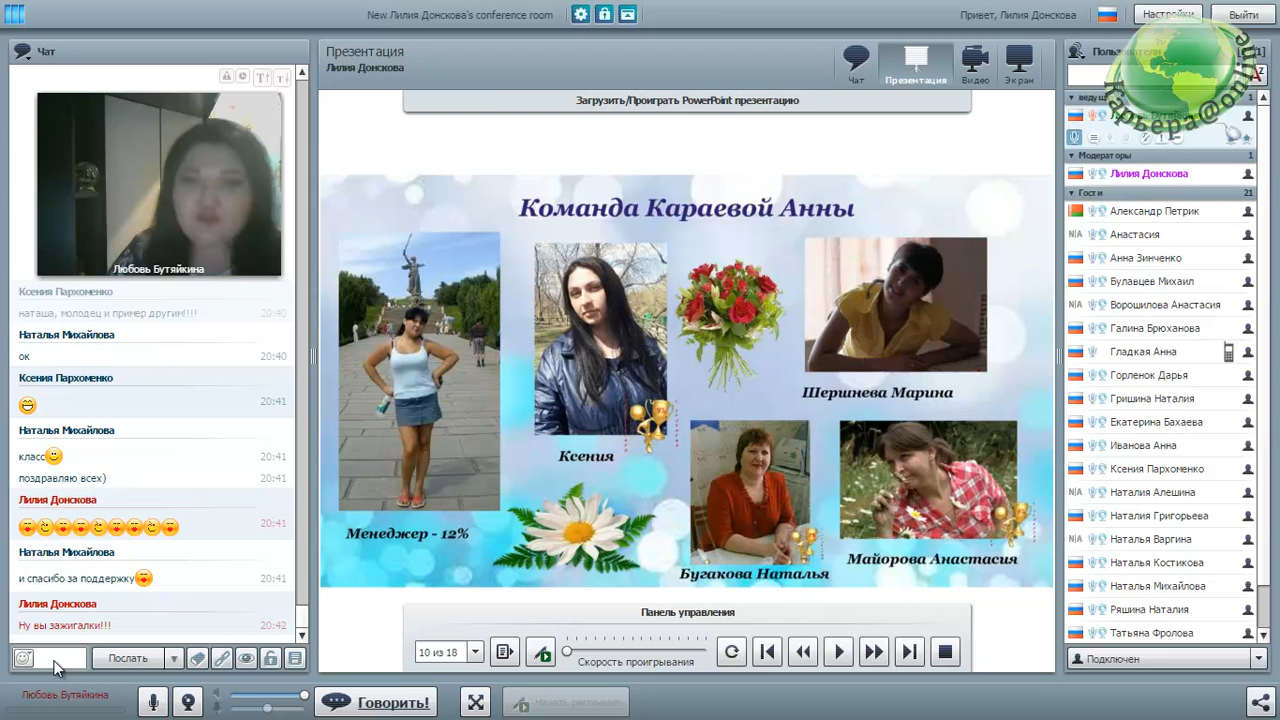 New Лилия Донскова's conference room
Привет, Лилия Донскова
Настройки
Выйти
Чат
Любовь Бутяйкина
Ксения Пархоменко
наташа, молодец и пример другим!!!!
20:40
Наталья Михайлова
ок
20:40
Ксения Пархоменко
20:41
Наталья Михайлова
класс
20:41
поздравляю всех)
20:41
Лилия Донскова
20:41
Наталья Михайлова
и спасибо за поддержку
20:41
Лилия Донскова
Ну вы зажигалки!!!
20:42
Послать
Презентация
Лилия Донскова
Чат
Презентация
Видео
Экран
Загрузить/Проиграть PowerPoint презентацию
Команда Караевой Анны
Менеджер - 12%
Ксения
Шершнева Марина
Бугакова Наталья
Майорова Анастасия
Панель управления
10 из 18
Скорость проигрывания
Карьера@online
1
Модераторы
1
Лилия Донскова
Гости
21
Александр Петрик
N|A Анастасия
Анна Зинченко
Булавцев Михаил
N|A Ворошилова Анастасия
Галина Брюханова
Гладкая Анна
Горленок Дарья
Гришина Наталия
Екатерина Бахаева
Иванова Анна
Ксения Пархоменко
N|A Наталия Алешина
Наталья Григорьева
N|A Наталья Варгина
Наталья Костикова
Наталья Михайлова
Ряшина Наталия
Татьяна Фролова
Подключен
Любовь Бутяйкина
Говорить!